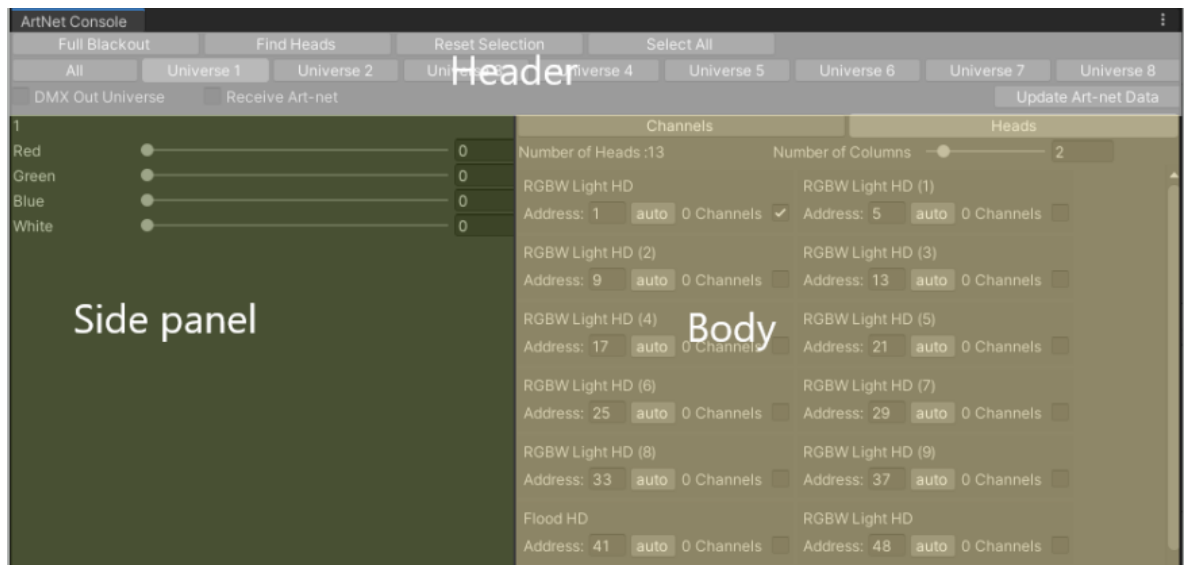 ArtNet Console
Full Blackout Find Heads Reset Selection Select All
Header
All Universe 1 Universe 2 Universe 3 Universe 4 Universe 5 Universe 6 Universe 7 Universe 8
DMX Out Universe Receive Art-net Update Art-net Data
1
Red 0
Green 0
Blue 0
White 0
Side panel
Channels Heads
Number of Heads :13 Number of Columns 2
RGBW Light HD RGBW Light HD (1)
Address: 1 auto 0 Channels Address: 5 auto 0 Channels
RGBW Light HD (2) RGBW Light HD (3)
Address: 9 auto 0 Channels Address: 13 auto 0 Channels
RGBW Light HD (4) RGBW Light HD (5)
Body
Address: 17 auto 0 Channels Address: 21 auto 0 Channels
RGBW Light HD (6) RGBW Light HD (7)
Address: 25 auto 0 Channels Address: 29 auto 0 Channels
RGBW Light HD (8) RGBW Light HD (9)
Address: 33 auto 0 Channels Address: 37 auto 0 Channels
Flood HD RGBW Light HD
Address: 41 auto 0 Channels Address: 48 auto 0 Channels